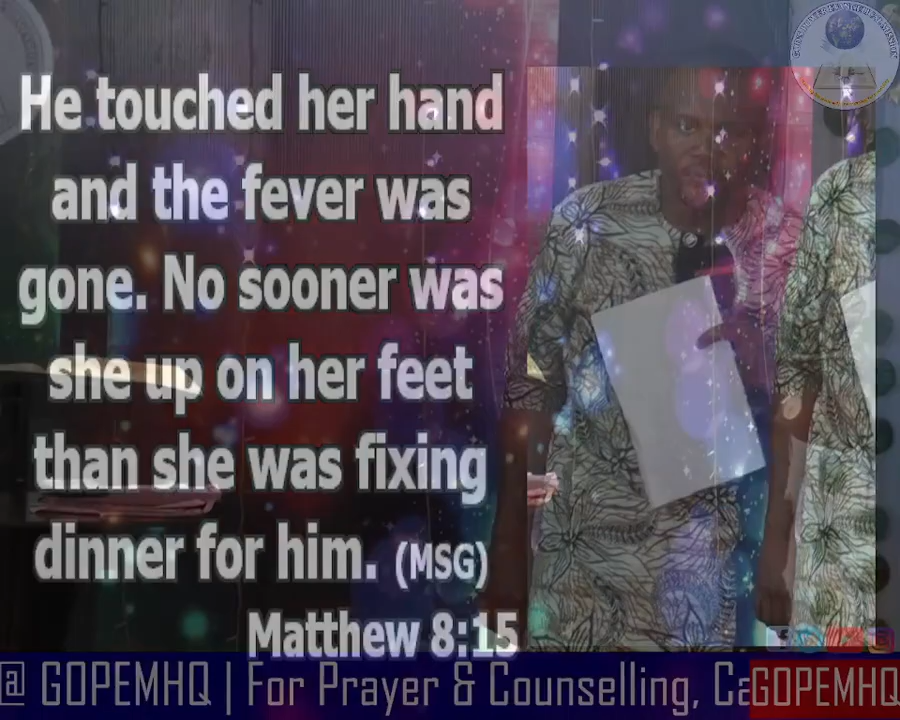 He touched her hand
and the fever was
gone. No sooner was
she up on her feet
than she was fixing
dinner for him. (MSG)
Matthew 8:15
@ GOPEMHQ | For Prayer & Counselling, Ca
GOPEMHQ